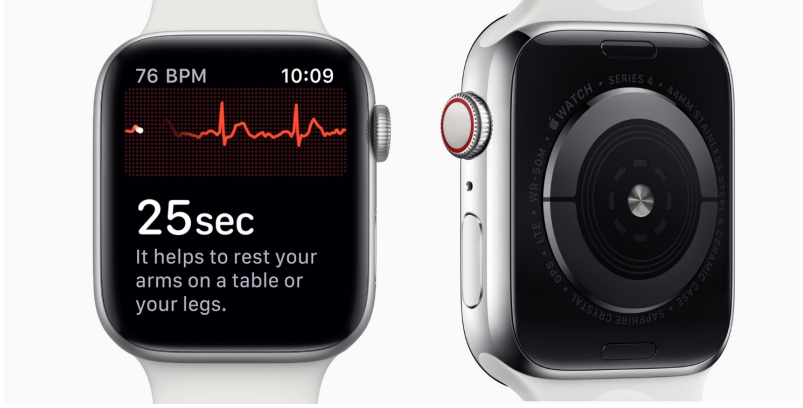 76 BPM 10:09
25sec
It helps to rest your
arms on a table or
your legs.
WATCH • SERIES 4 • 44MM STAINLESS STEEL & CERAMIC CASE • SAPPHIRE CRYSTAL • GPS • LTE • WR-50M •